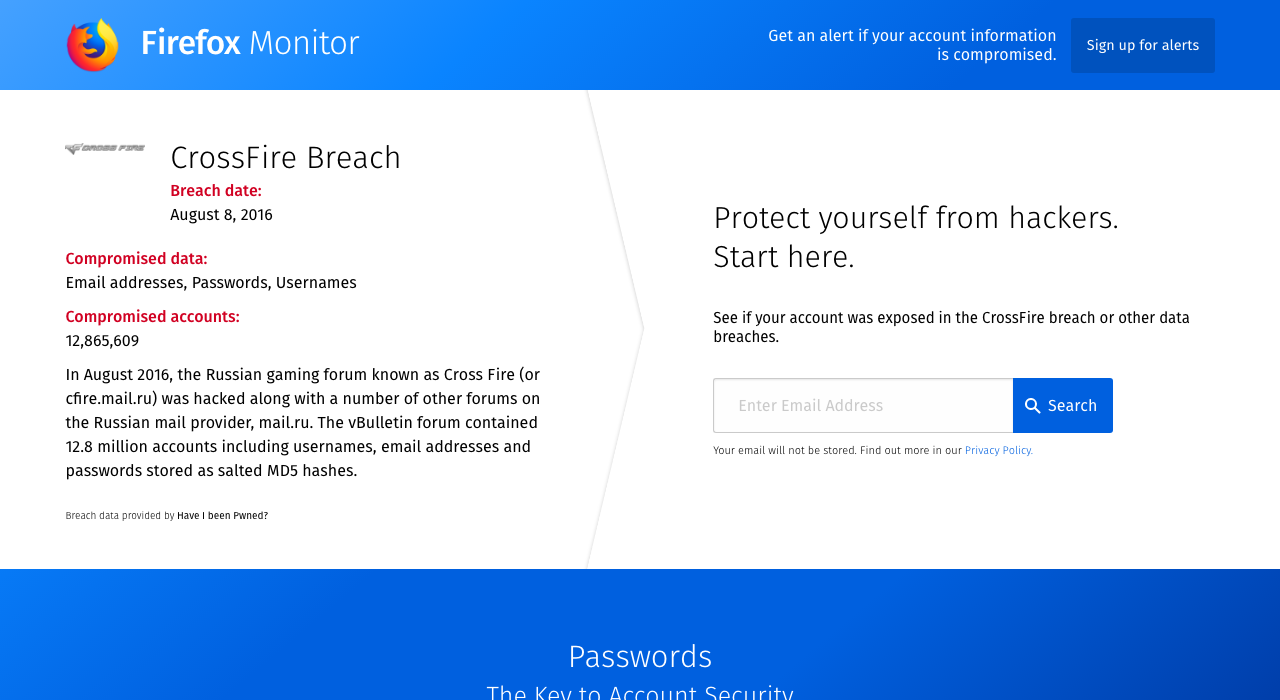 Firefox Monitor
Get an alert if your account information
is compromised.
Sign up for alerts
CROSS FIRE
CrossFire Breach
Breach date:
August 8, 2016
Compromised data:
Email addresses, Passwords, Usernames
Compromised accounts:
12,865,609
In August 2016, the Russian gaming forum known as Cross Fire (or
cfire.mail.ru) was hacked along with a number of other forums on
the Russian mail provider, mail.ru. The vBulletin forum contained
12.8 million accounts including usernames, email addresses and
passwords stored as salted MD5 hashes.
Breach data provided by Have I been Pwned?
Protect yourself from hackers.
Start here.
See if your account was exposed in the CrossFire breach or other data
breaches.
Enter Email Address
Search
Your email will not be stored. Find out more in our Privacy Policy.
Passwords
The Key to Account Security